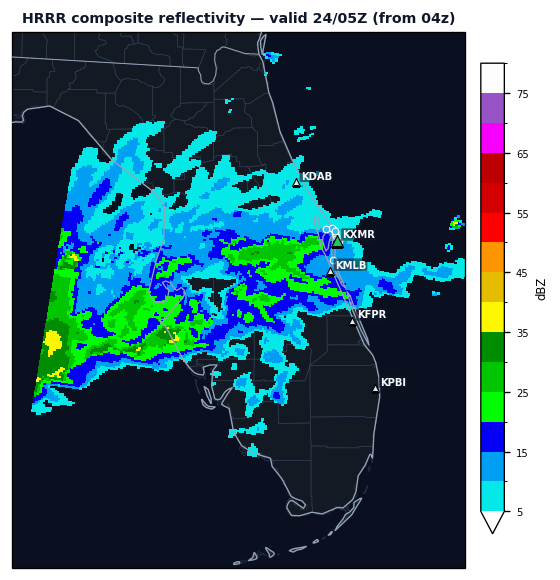 HRRR composite reflectivity — valid 24/05Z (from 04z)
KDAB
KXMR
KMLB
KFPR
KPBI
75
65
55
45
35
25
15
5
dBZ